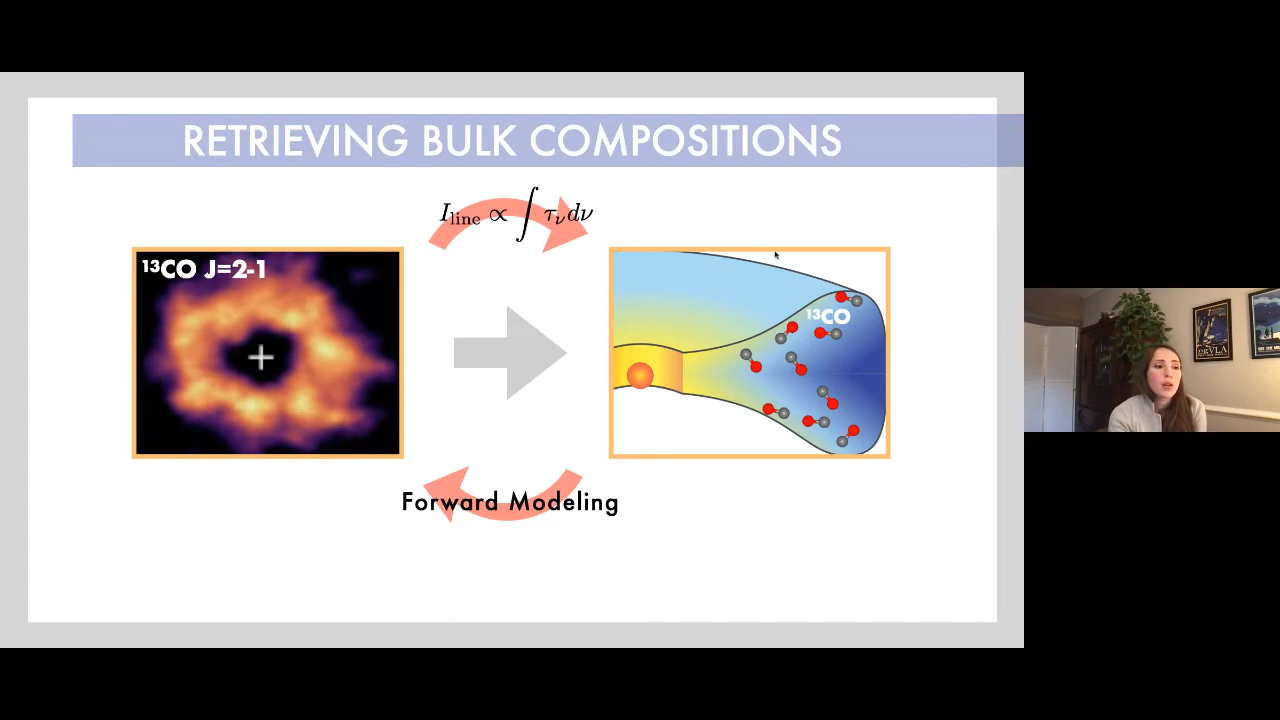 RETRIEVING BULK COMPOSITIONS
I_line ∝ ∫ τ_ν dν
¹³CO J=2-1
¹³CO
Forward Modeling